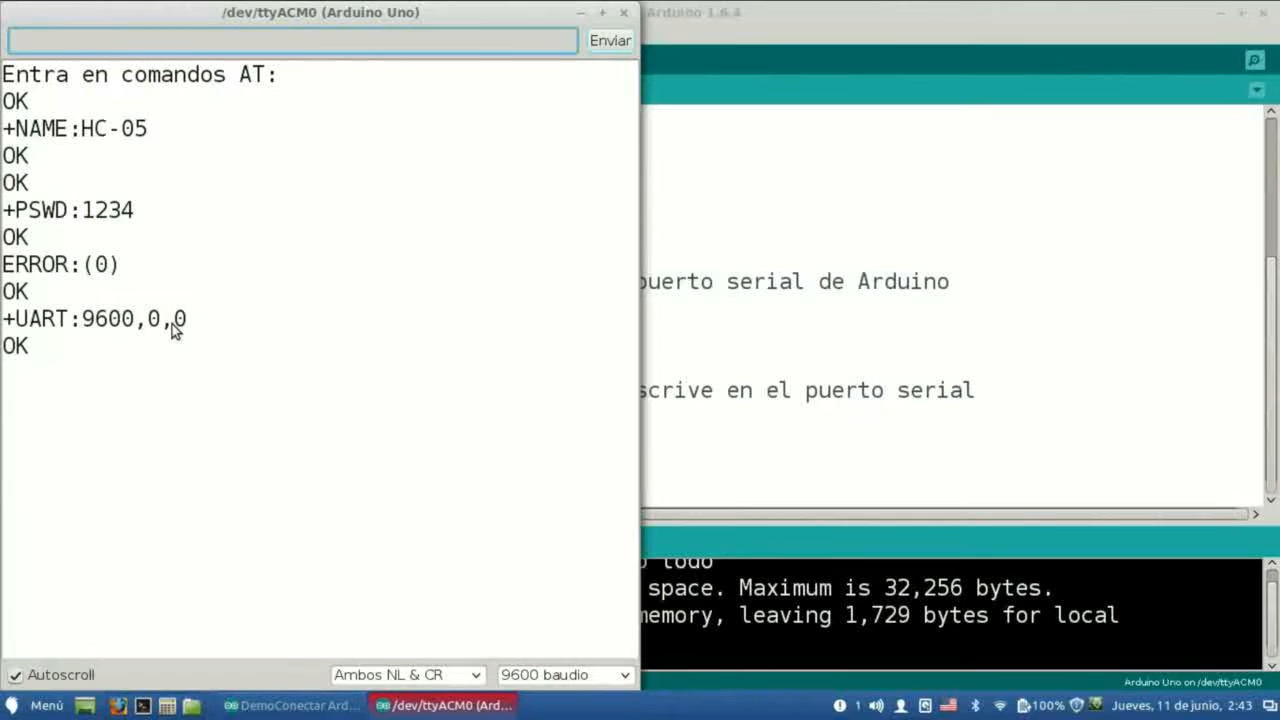 /dev/ttyACM0 (Arduino Uno)
Arduino 1.6.4
Enviar
Entra en comandos AT:
OK
+NAME:HC-05
OK
OK
+PSWD:1234
OK
ERROR:(0)
OK
+UART:9600,0,0
OK
puerto serial de Arduino
scrive en el puerto serial
todo
space. Maximum is 32,256 bytes.
memory, leaving 1,729 bytes for local
Autoscroll
Ambos NL & CR
9600 baudio
Arduino Uno on /dev/ttyACM0
Menú
DemoConectar Ard...
/dev/ttyACM0 (Ard...
1
100%
Jueves, 11 de junio, 2:43